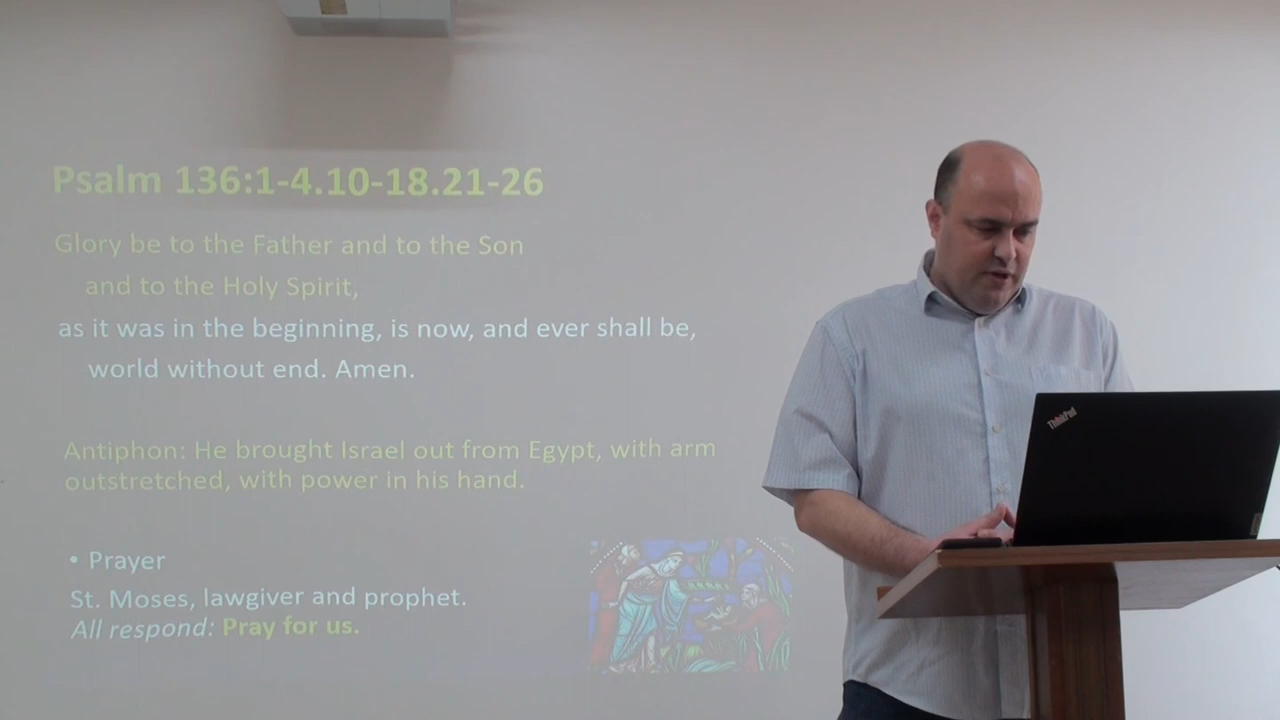 Psalm 136:1-4.10-18.21-26
Glory be to the Father and to the Son
and to the Holy Spirit,
as it was in the beginning, is now, and ever shall be,
world without end. Amen.
Antiphon: He brought Israel out from Egypt, with arm
outstretched, with power in his hand.
• Prayer
St. Moses, lawgiver and prophet.
All respond: Pray for us.
ThinkPad